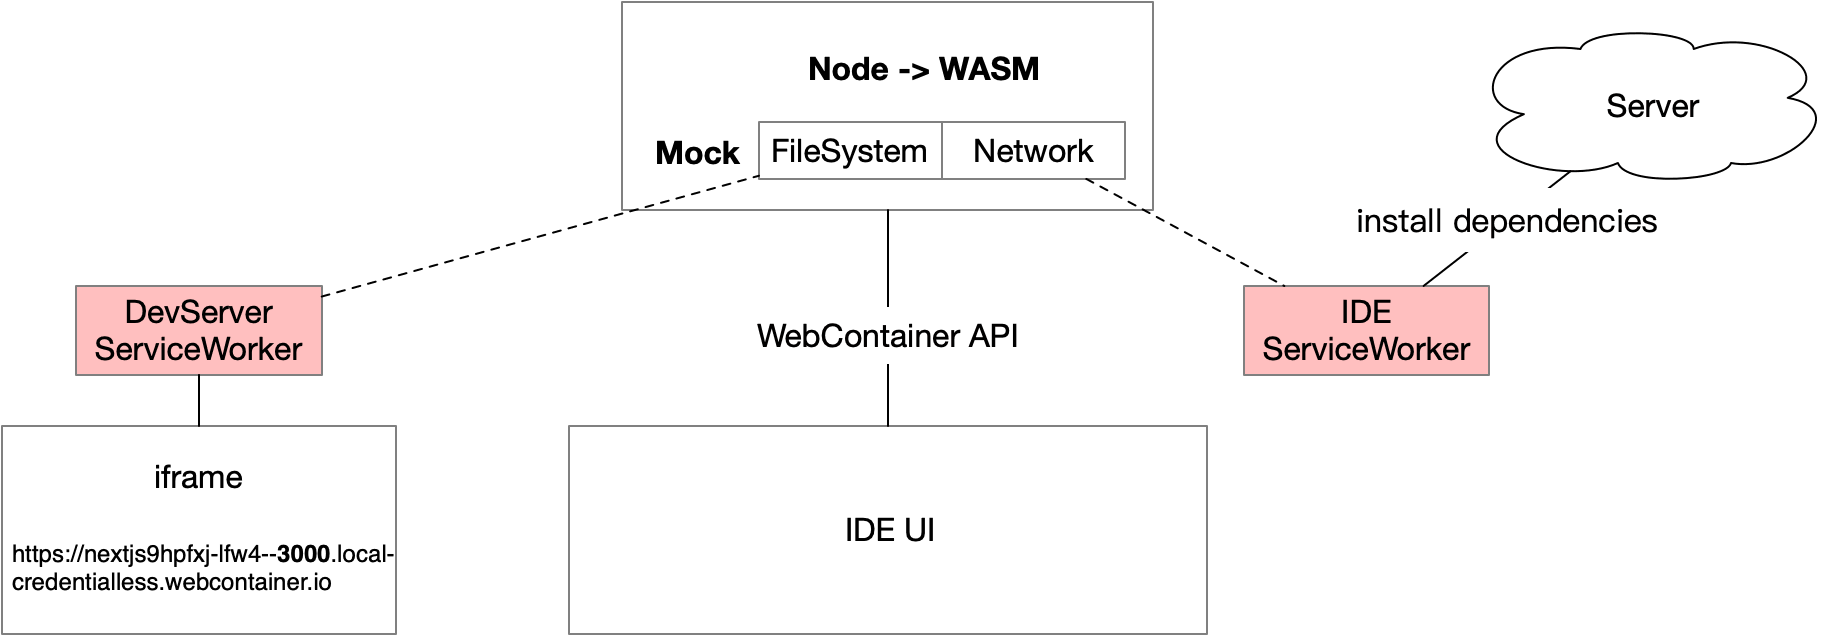 Node -> WASM
Mock FileSystem Network
Server
install dependencies
DevServer
ServiceWorker
WebContainer API
IDE
ServiceWorker
iframe
https://nextjs9hpfxj-lfw4--3000.local-
credentialless.webcontainer.io
IDE UI